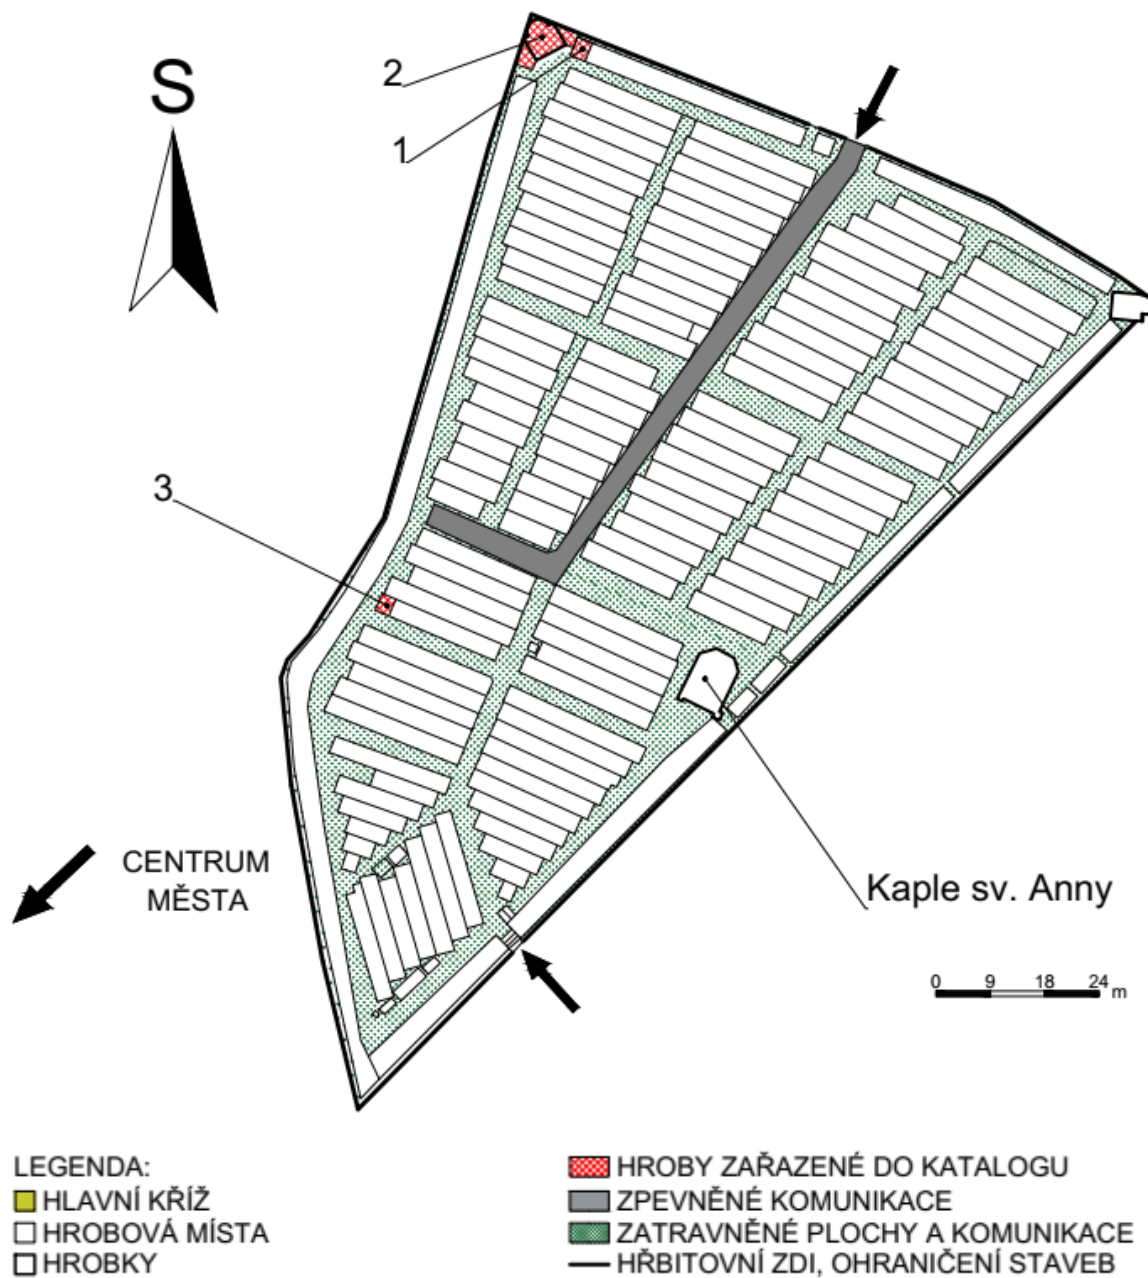 S
2
1
3
CENTRUM
MĚSTA
Kaple sv. Anny
0 9 18 24 m
LEGENDA:
HLAVNÍ KŘÍŽ
HROBOVÁ MÍSTA
HROBKY
HROBY ZAŘAZENÉ DO KATALOGU
ZPEVNĚNÉ KOMUNIKACE
ZATRAVNĚNÉ PLOCHY A KOMUNIKACE
HŘBITOVNÍ ZDI, OHRANIČENÍ STAVEB